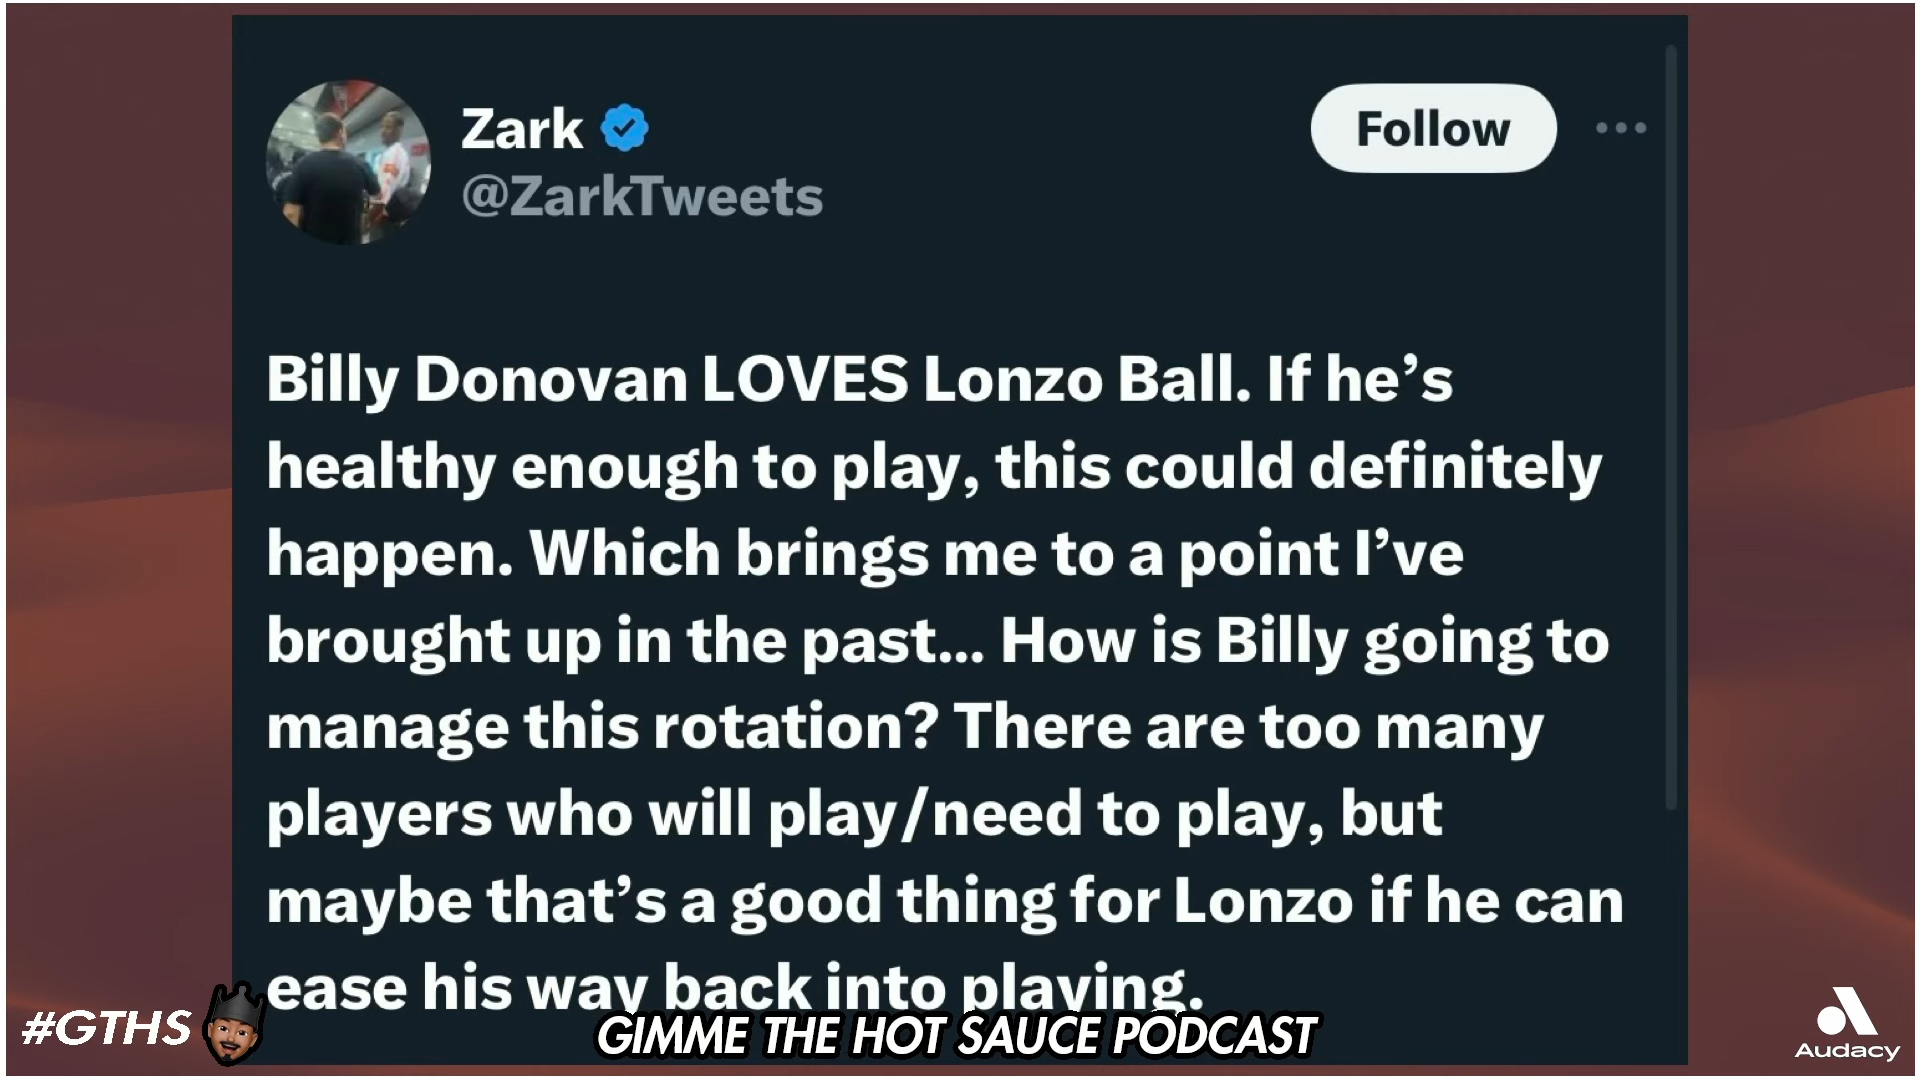 Zark
Follow
@ZarkTweets
Billy Donovan LOVES Lonzo Ball. If he’s
healthy enough to play, this could definitely
happen. Which brings me to a point I’ve
brought up in the past... How is Billy going to
manage this rotation? There are too many
players who will play/need to play, but
maybe that’s a good thing for Lonzo if he can
ease his way back into playing.
#GTHS
GIMME THE HOT SAUCE PODCAST
Audacy